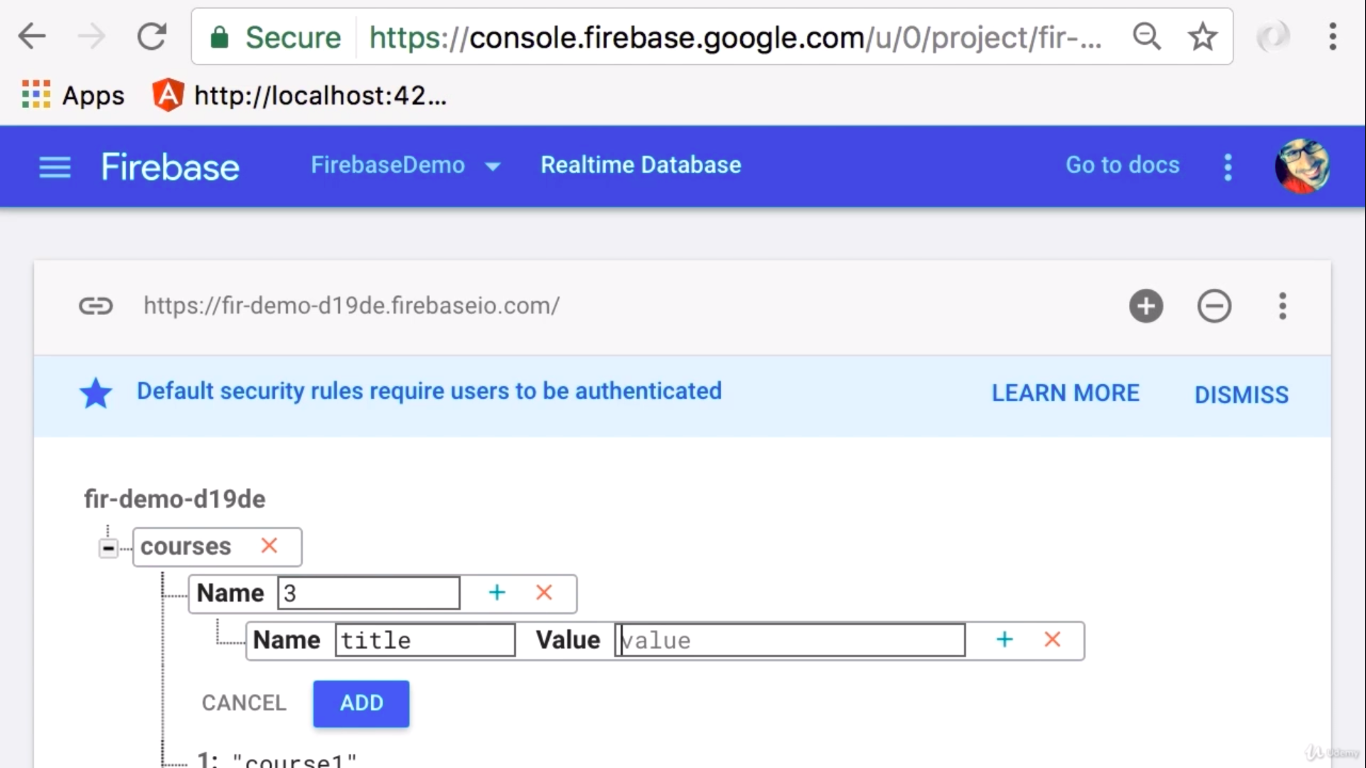 Secure https://console.firebase.google.com/u/0/project/fir-...
Apps http://localhost:42...
Firebase FirebaseDemo Realtime Database Go to docs
https://fir-demo-d19de.firebaseio.com/
Default security rules require users to be authenticated LEARN MORE DISMISS
fir-demo-d19de
courses
Name 3
Name title Value value
CANCEL ADD
1: "course1"
Udemy